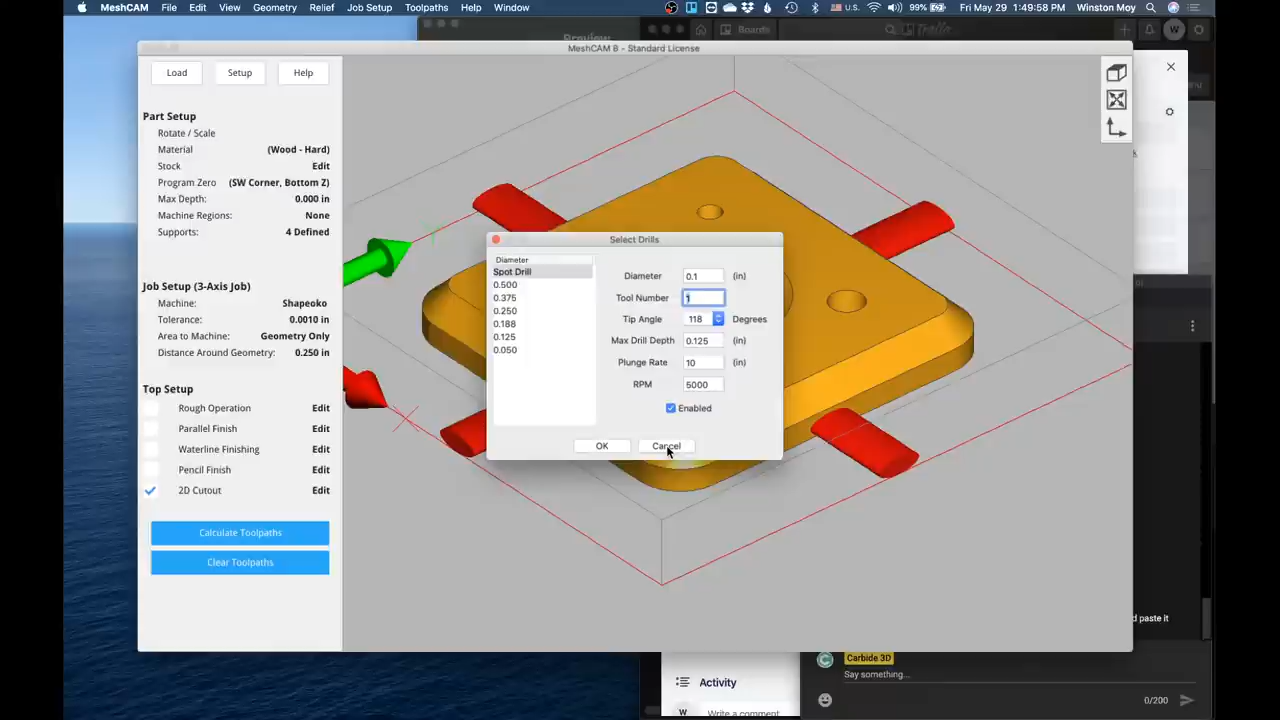 MeshCAM File Edit View Geometry Relief Job Setup Toolpaths Help Window U.S. 99% Fri May 29 1:49:58 PM Winston Moy
Preview
Boards
Trello
W
MeshCAM 8 - Standard License
Load Setup Help
Part Setup
Rotate / Scale
Material (Wood - Hard)
Stock Edit
Program Zero (SW Corner, Bottom Z)
Max Depth: 0.000 in
Machine Regions: None
Supports: 4 Defined
Job Setup (3-Axis Job)
Machine: Shapeoko
Tolerance: 0.0010 in
Area to Machine: Geometry Only
Distance Around Geometry: 0.250 in
Top Setup
Rough Operation Edit
Parallel Finishing Edit
Waterline Finishing Edit
Pencil Finish Edit
2D Cutout Edit
Calculate Toolpaths
Clear Toolpaths
Select Drills
Diameter
Spot Drill
0.500
0.375
0.250
0.188
0.125
0.050
Diameter 0.1 (in)
Tool Number 1
Tip Angle 118 Degrees
Max Drill Depth 0.125 (in)
Plunge Rate 10 (in)
RPM 5000
Enabled
OK Cancel
d paste it
Carbide 3D
Say something...
0/200
Activity
W Write a comment